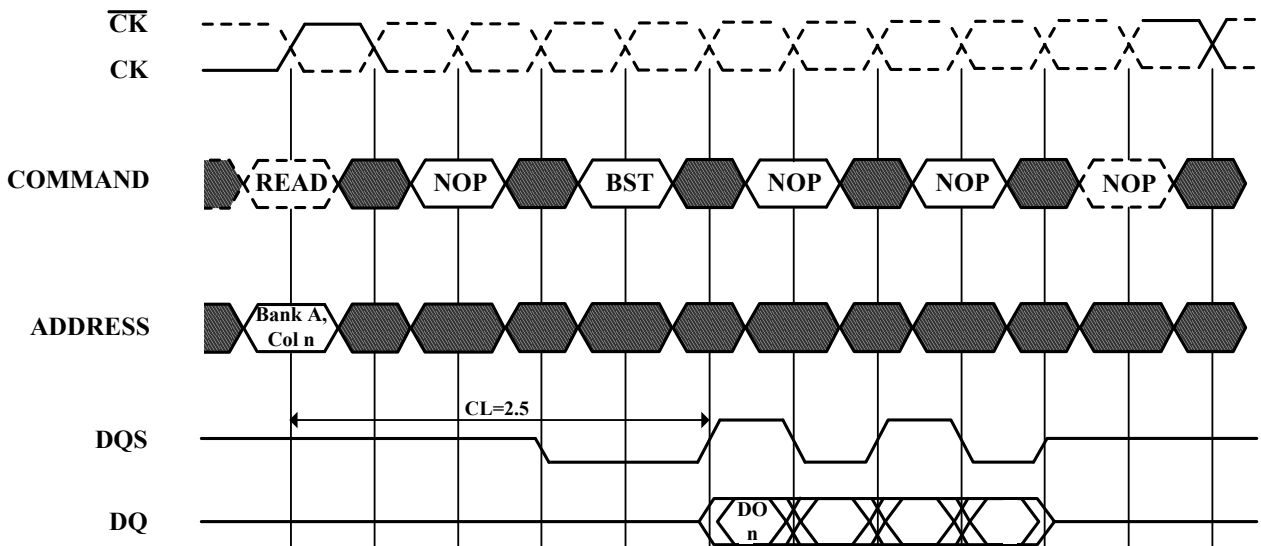 CK
CK
COMMAND
READ NOP BST NOP NOP NOP
ADDRESS
Bank A,
Col n
CL=2.5
DQS
DQ
DO
n